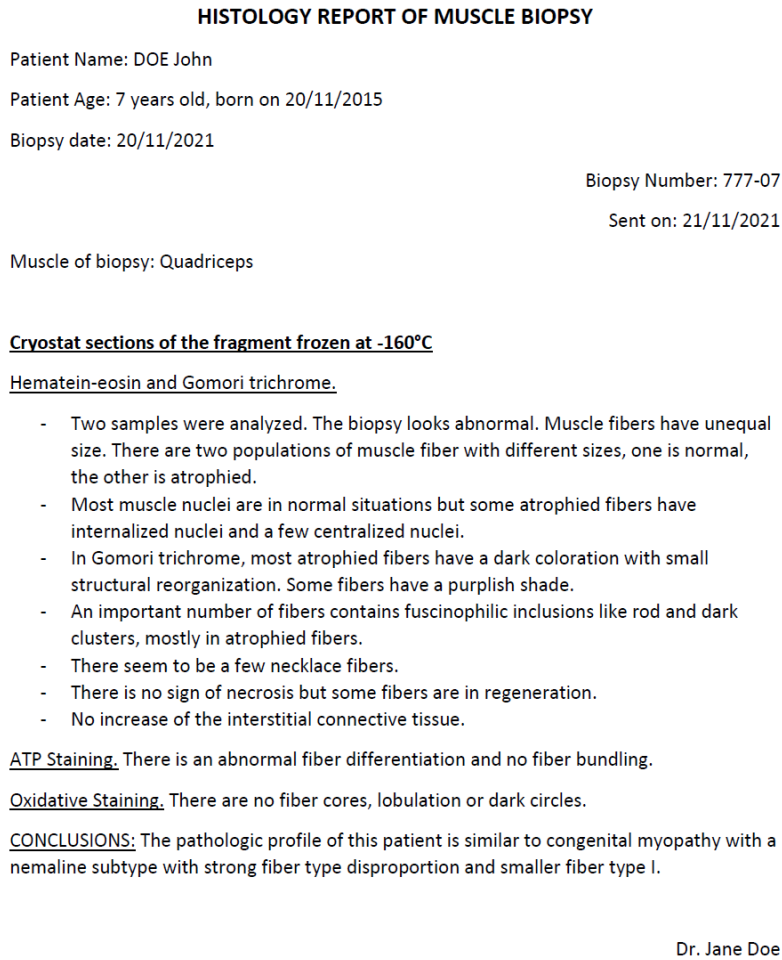 HISTOLOGY REPORT OF MUSCLE BIOPSY
Patient Name: DOE John
Patient Age: 7 years old, born on 20/11/2015
Biopsy date: 20/11/2021
Biopsy Number: 777-07
Sent on: 21/11/2021
Muscle of biopsy: Quadriceps
Cryostat sections of the fragment frozen at -160°C
Hematein-eosin and Gomori trichrome.
- Two samples were analyzed. The biopsy looks abnormal. Muscle fibers have unequal
size. There are two populations of muscle fiber with different sizes, one is normal,
the other is atrophied.
- Most muscle nuclei are in normal situations but some atrophied fibers have
internalized nuclei and a few centralized nuclei.
- In Gomori trichrome, most atrophied fibers have a dark coloration with small
structural reorganization. Some fibers have a purplish shade.
- An important number of fibers contains fuscinophilic inclusions like rod and dark
clusters, mostly in atrophied fibers.
- There seem to be a few necklace fibers.
- There is no sign of necrosis but some fibers are in regeneration.
- No increase of the interstitial connective tissue.
ATP Staining. There is an abnormal fiber differentiation and no fiber bundling.
Oxidative Staining. There are no fiber cores, lobulation or dark circles.
CONCLUSIONS: The pathologic profile of this patient is similar to congenital myopathy with a
nemaline subtype with strong fiber type disproportion and smaller fiber type I.
Dr. Jane Doe